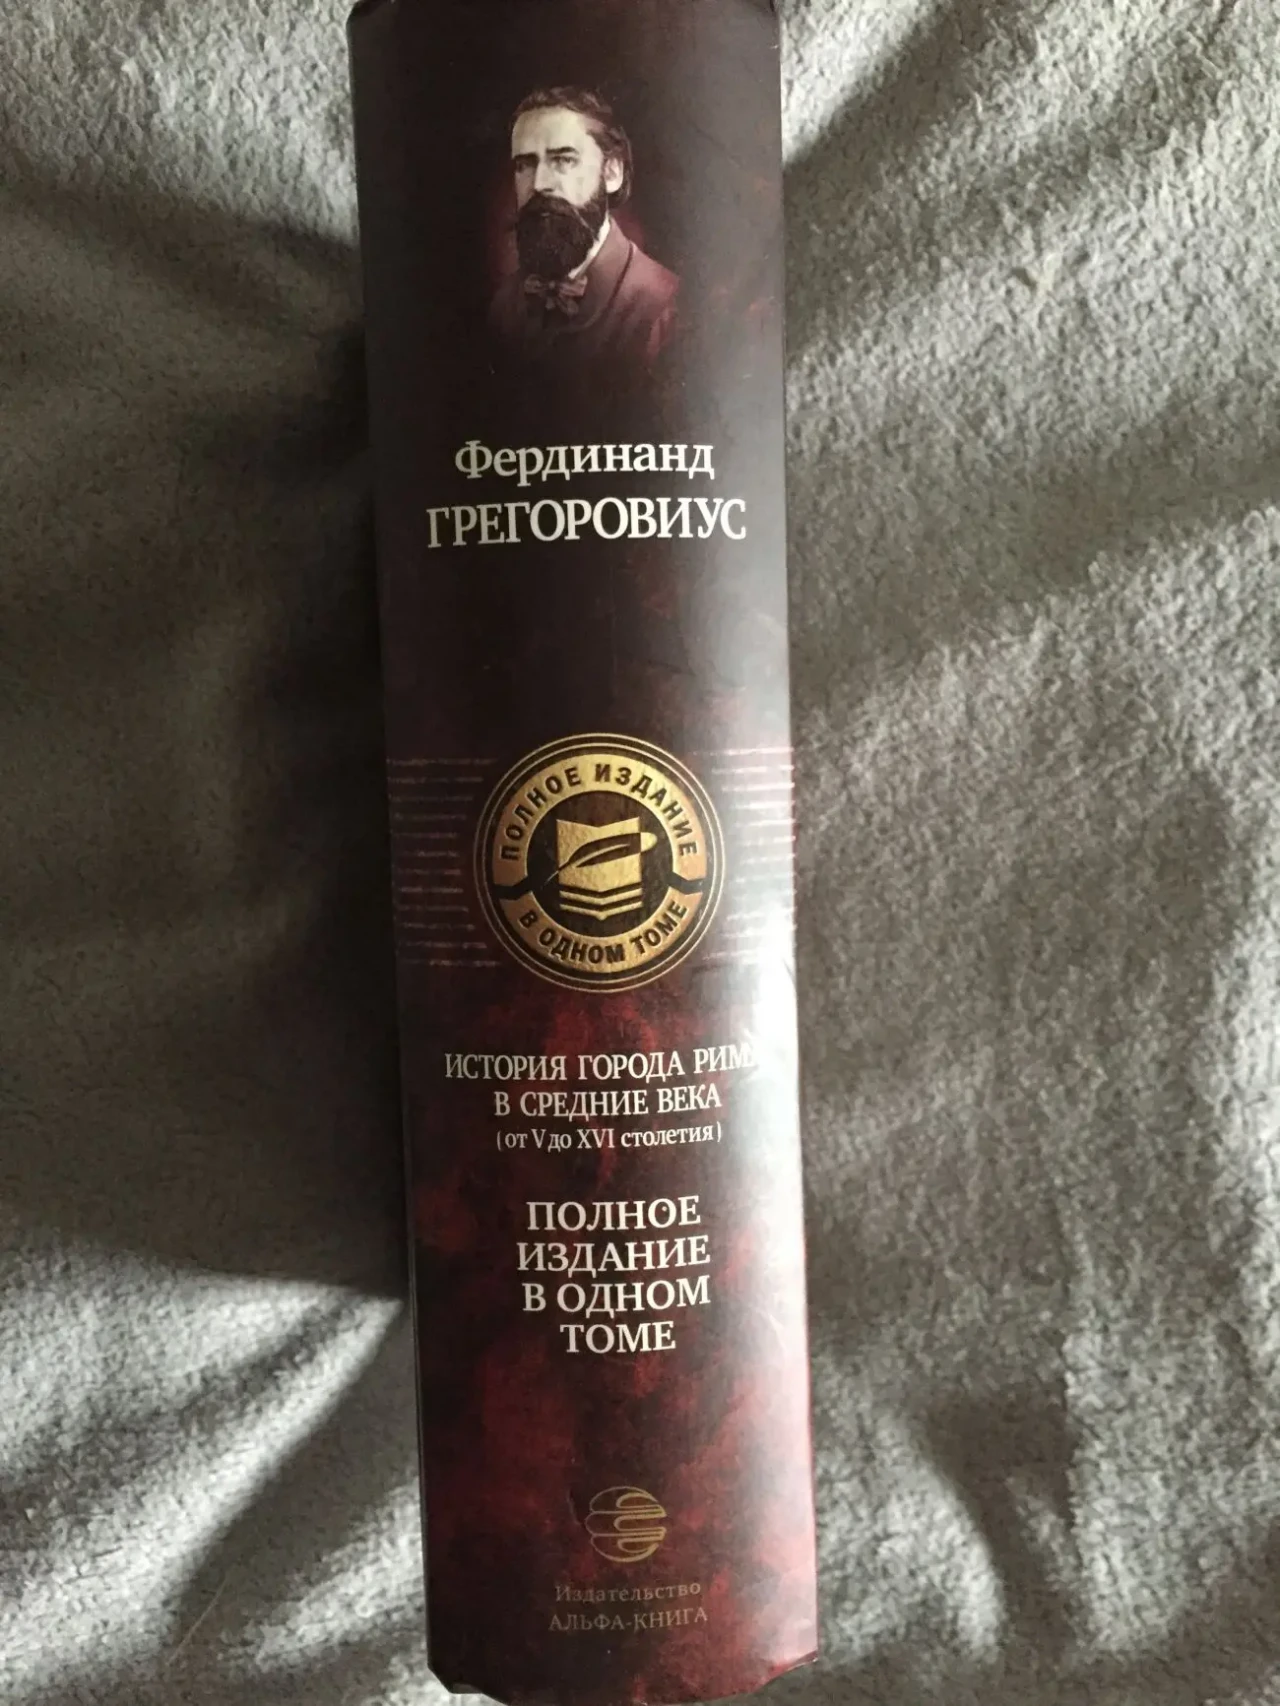 Фердинанд
ГРЕГОРОВИУС
ПОЛНОЕ ИЗДАНИЕ
В ОДНОМ ТОМЕ
ИСТОРИЯ ГОРОДА РИМА
В СРЕДНИЕ ВЕКА
(от V до XVI столетия)
ПОЛНОЕ
ИЗДАНИЕ
В ОДНОМ
ТОМЕ
Издательство
АЛЬФА-КНИГА